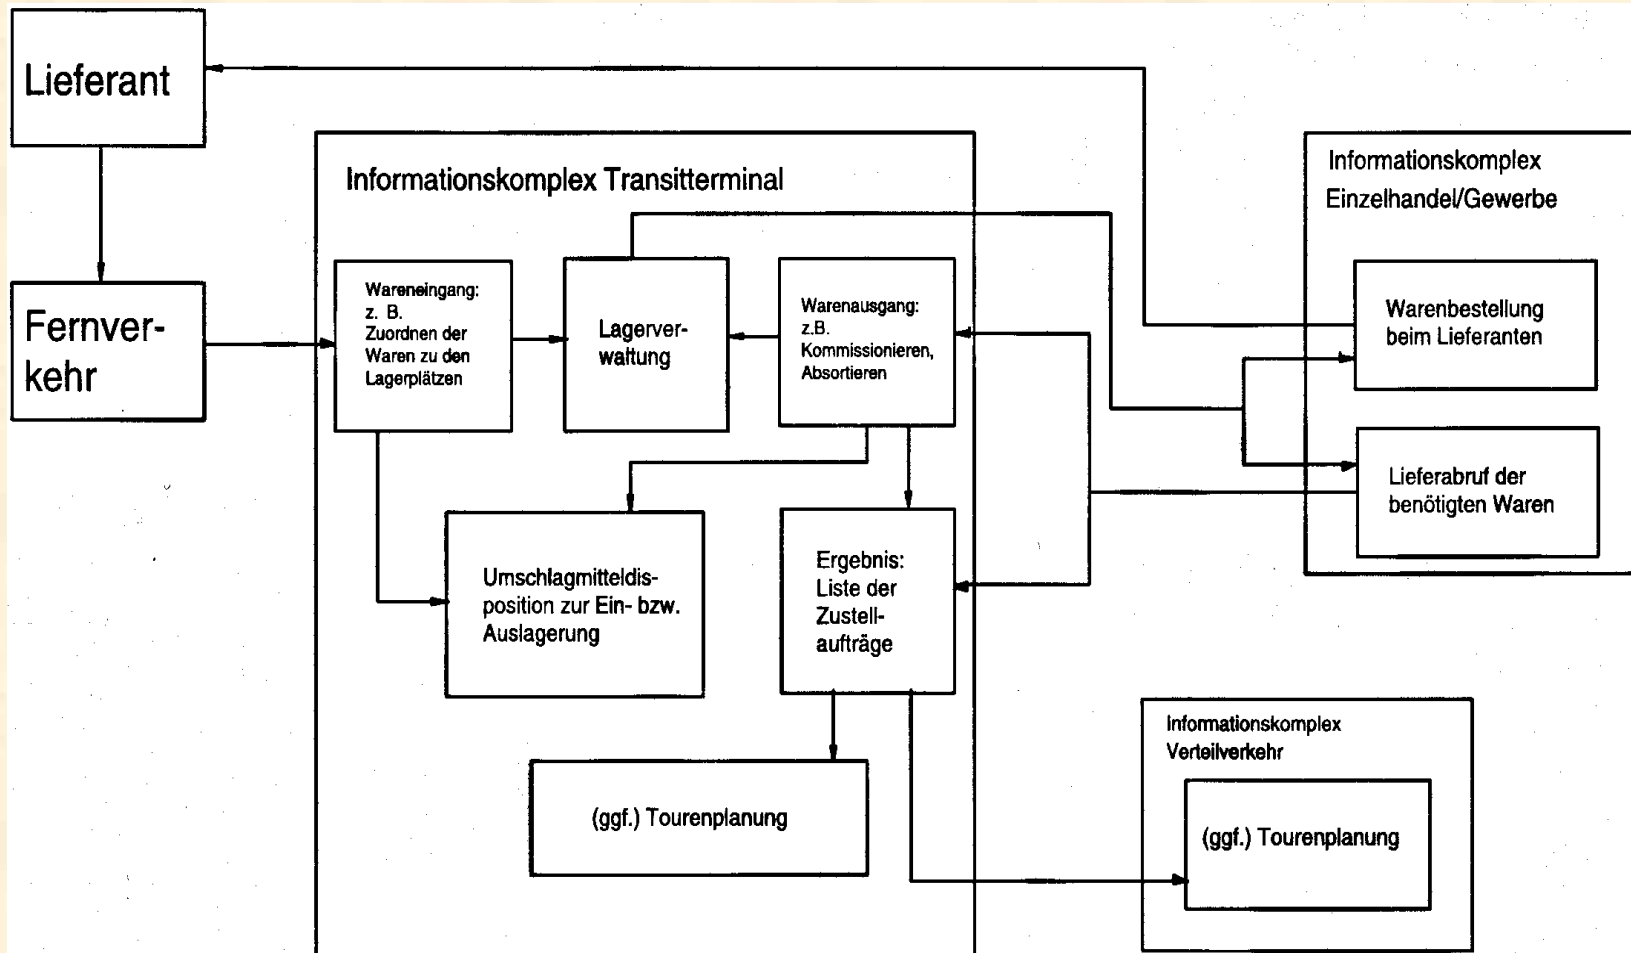 Lieferant
Fernver-
kehr
Informationskomplex Transitterminal
Wareneingang:
z. B.
Zuordnen der
Waren zu den
Lagerplätzen
Lagerver-
waltung
Warenausgang:
z.B.
Kommissionieren,
Absortieren
Umschlagmitteldis-
position zur Ein- bzw.
Auslagerung
Ergebnis:
Liste der
Zustell-
aufträge
(ggf.) Tourenplanung
Informationskomplex
Einzelhandel/Gewerbe
Warenbestellung
beim Lieferanten
Lieferabruf der
benötigten Waren
Informationskomplex
Verteilverkehr
(ggf.) Tourenplanung